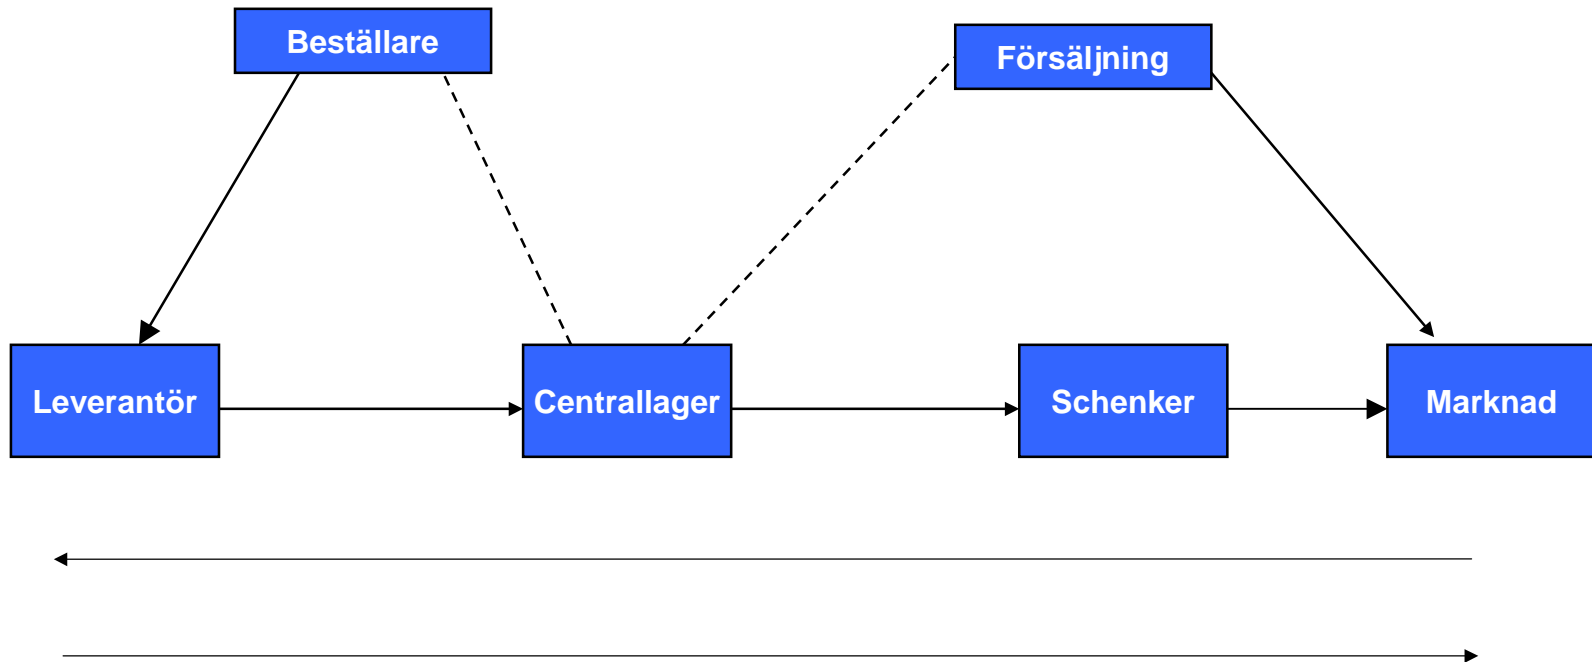 Beställare
Försäljning
Leverantör
Centrallager
Schenker
Marknad